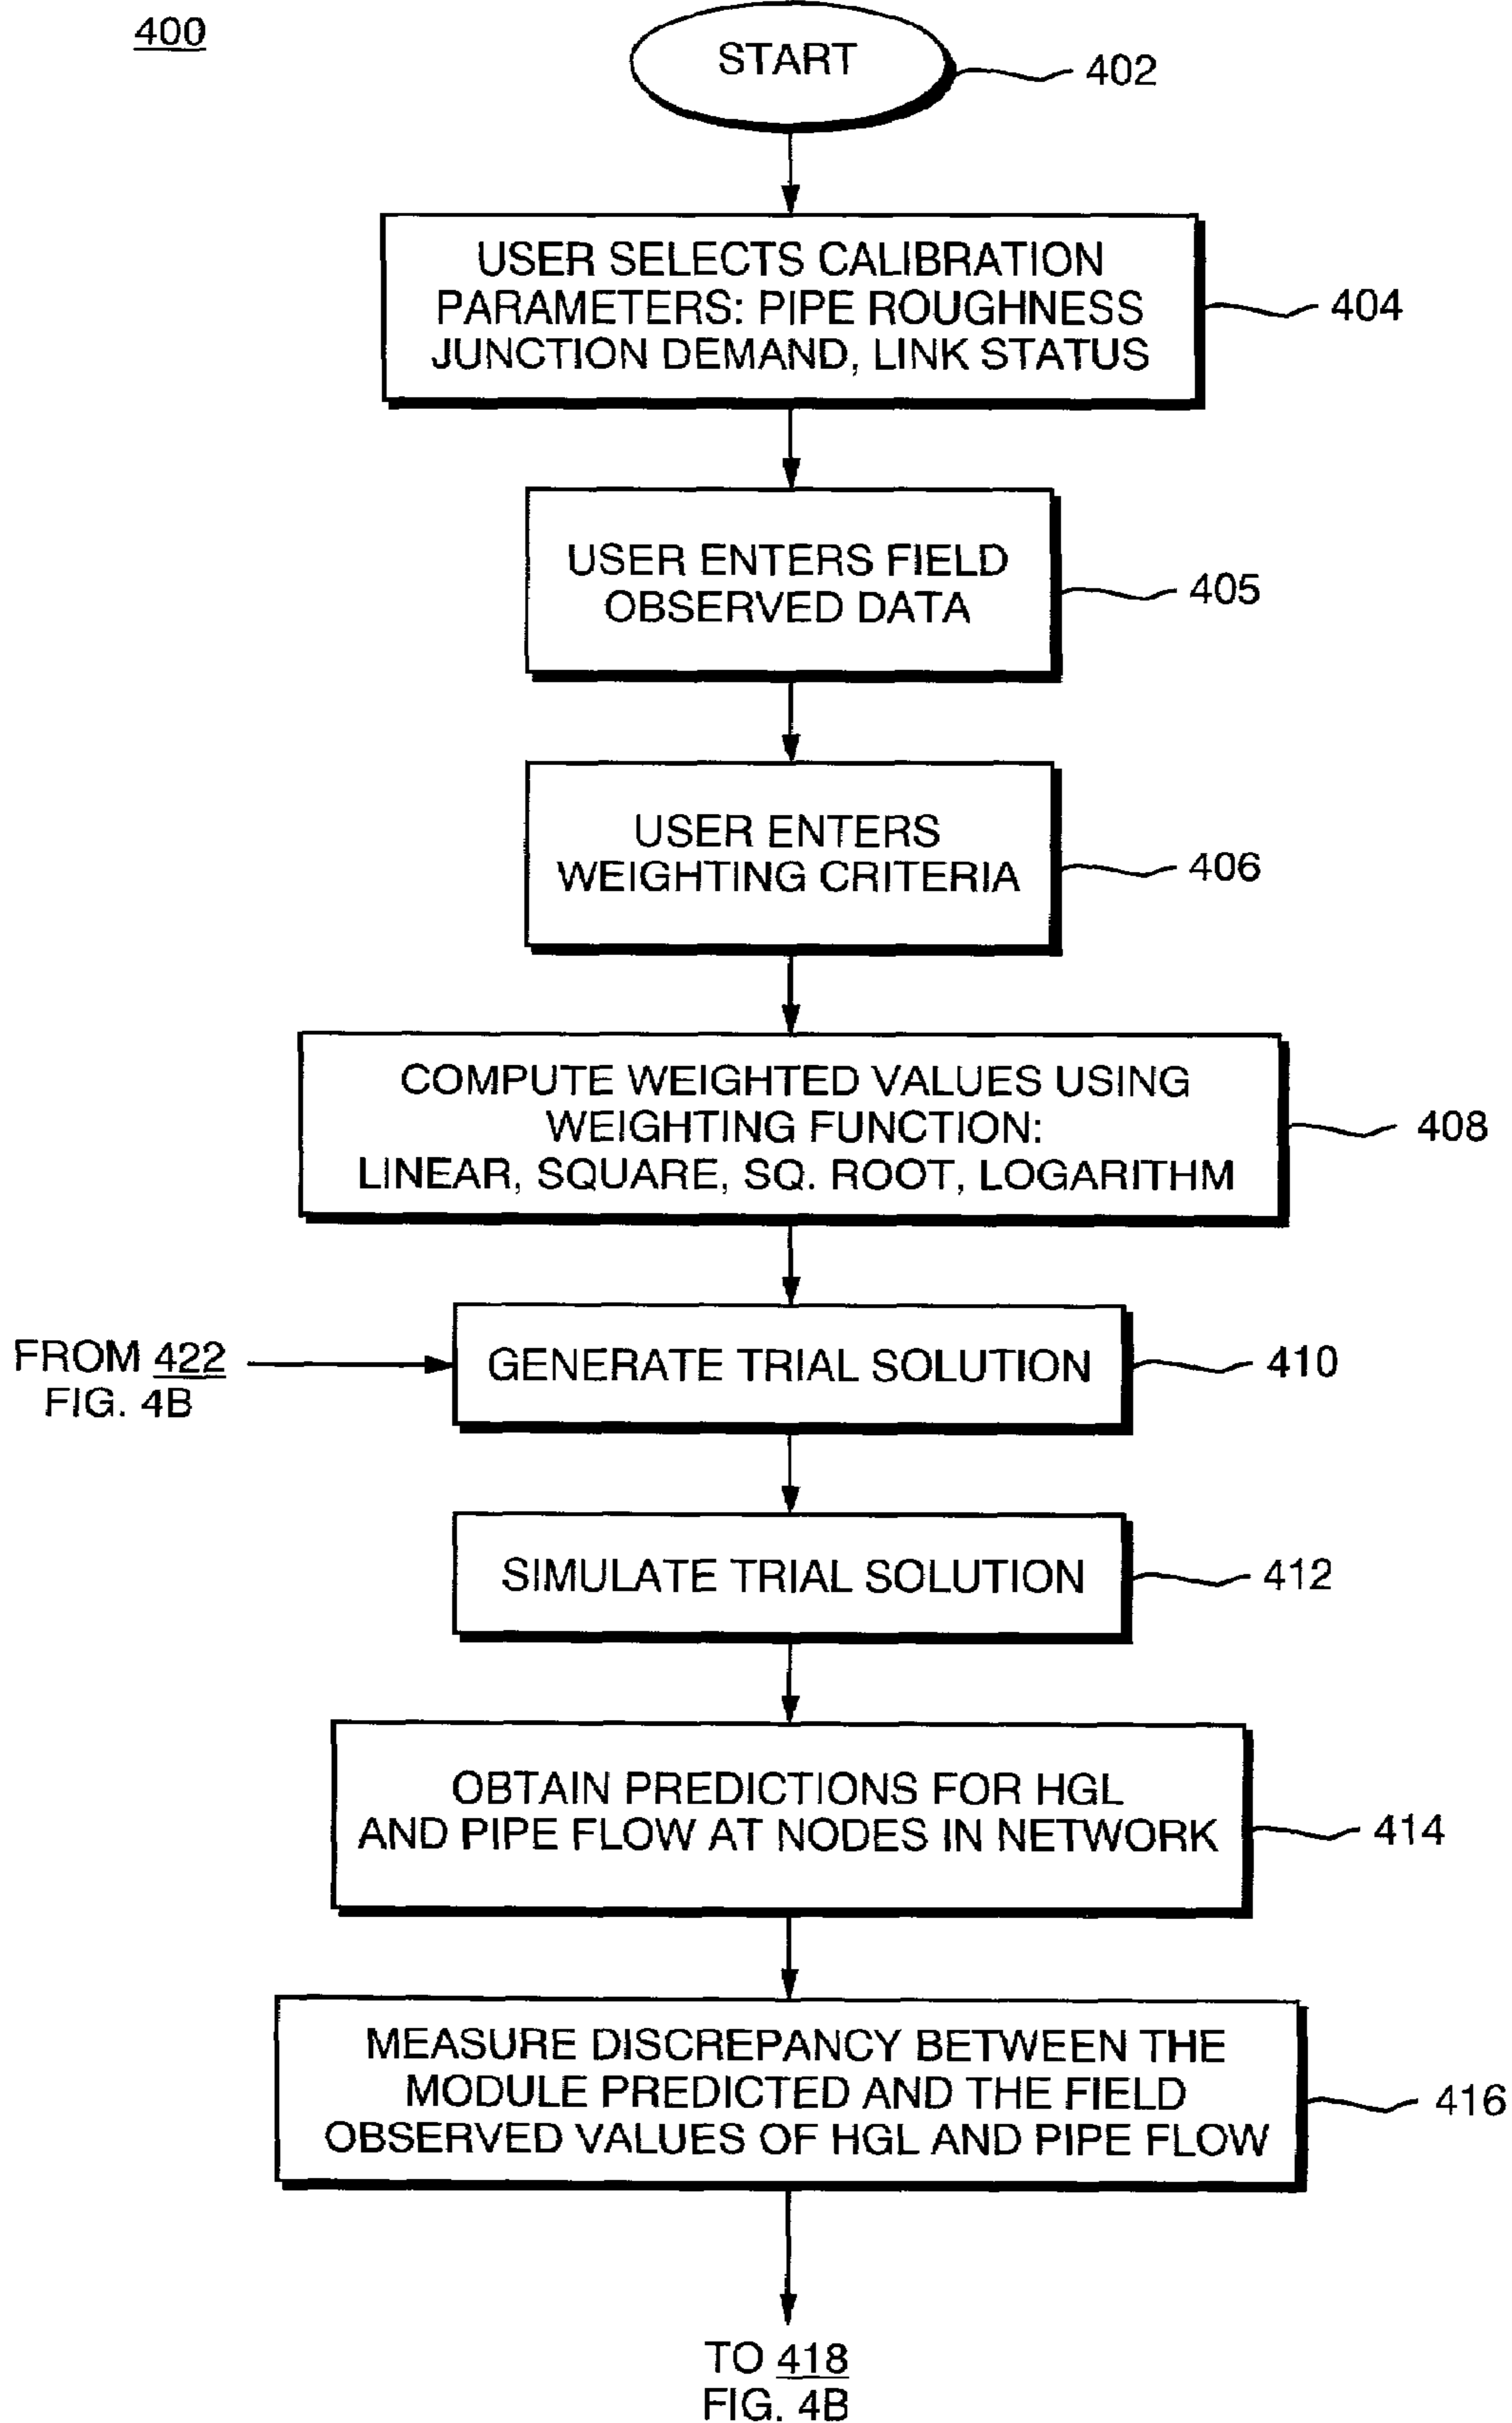 400
START
402
USER SELECTS CALIBRATION
PARAMETERS: PIPE ROUGHNESS
JUNCTION DEMAND, LINK STATUS
404
USER ENTERS FIELD
OBSERVED DATA
405
USER ENTERS
WEIGHTING CRITERIA
406
COMPUTE WEIGHTED VALUES USING
WEIGHTING FUNCTION:
LINEAR, SQUARE, SQ. ROOT, LOGARITHM
408
FROM 422
FIG. 4B
GENERATE TRIAL SOLUTION
410
SIMULATE TRIAL SOLUTION
412
OBTAIN PREDICTIONS FOR HGL
AND PIPE FLOW AT NODES IN NETWORK
414
MEASURE DISCREPANCY BETWEEN THE
MODULE PREDICTED AND THE FIELD
OBSERVED VALUES OF HGL AND PIPE FLOW
416
TO 418
FIG. 4B